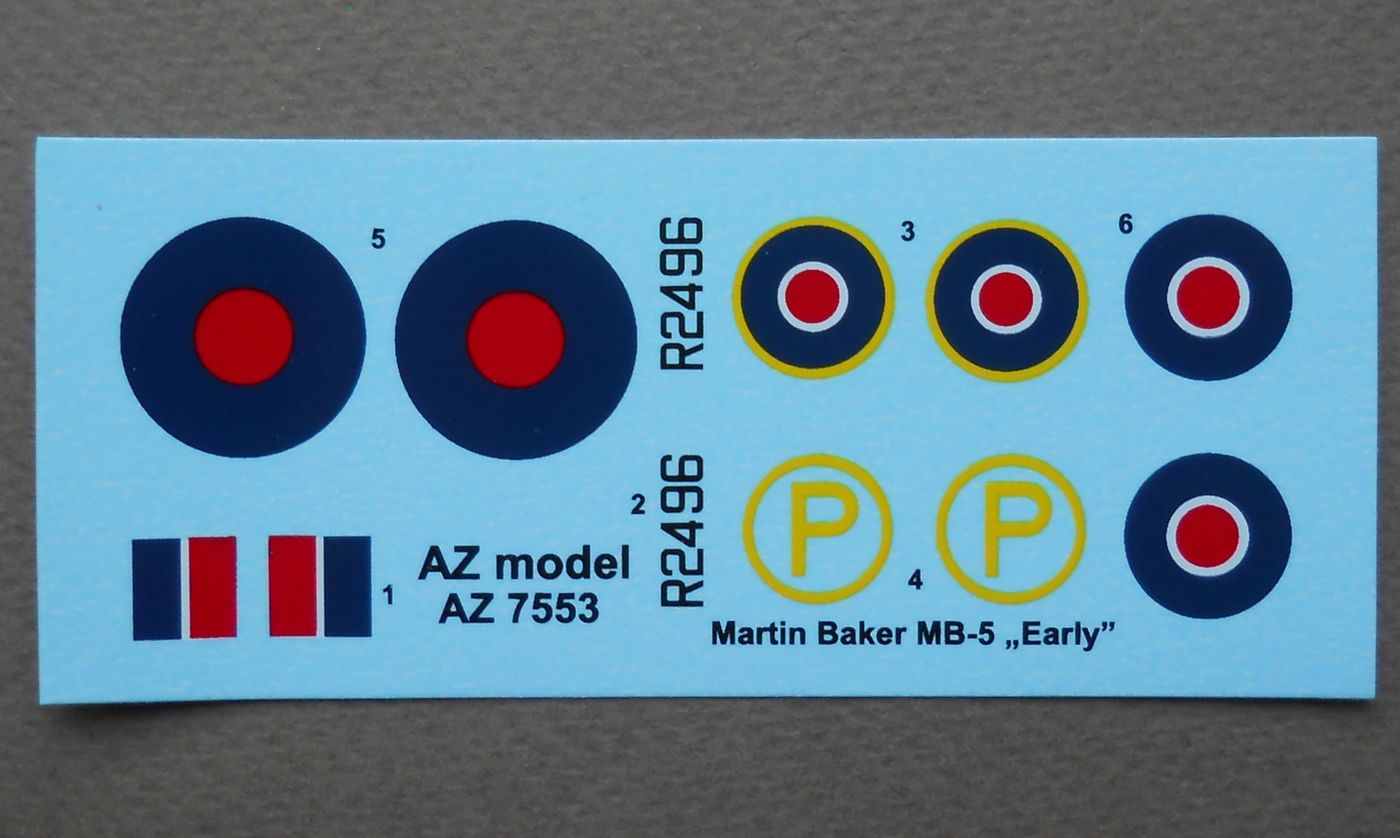 5
3
6
R2496
R2496
2
P
P
4
1
AZ model
AZ 7553
Martin Baker MB-5 „Early”